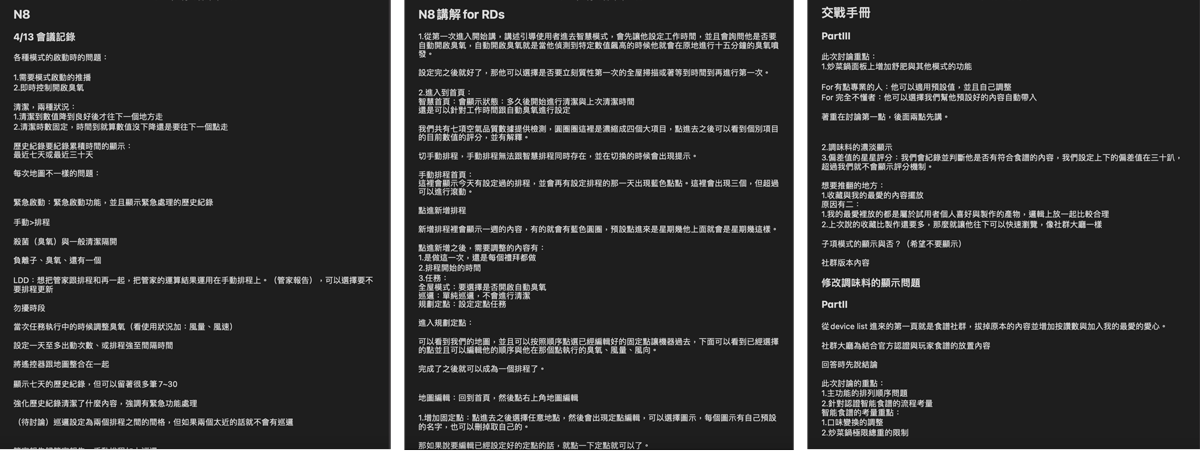 N8
4/13 會議記錄
各種模式的啟動時的問題：
1.需要模式啟動的推播
2.即時控制開啟臭氧
清潔，兩種狀況：
1.清潔到數值降到良好後才往下一個地方走
2.清潔時數固定，時間到就算數值沒下降還是要往下一個點走
歷史紀錄要紀錄累積時間的顯示：
最近七天或最近三十天
每次地圖不一樣的問題：
緊急啟動：緊急啟動功能，並且顯示緊急處理的歷史紀錄
手動>排程
殺菌（臭氧）與一般清潔隔開
負離子、臭氧、還有一個
LDD：想把管家跟排程和再一起，把管家的運算結果運用在手動排程上。（管家報告），可以選擇要不
要排程更新
勿擾時段
當次任務執行中的時候調整臭氧（看使用狀況加：風量、風速）
設定一天至多出動次數、或排程強至間隔時間
將遙控器跟地圖整合在一起
顯示七天的歷史紀錄，但可以留著很多筆 7~30
強化歷史紀錄清潔了什麼內容，強調有緊急功能處理
（待討論）巡邏設定為兩個排程之間的間格，但如果兩個太近的話就不會有巡邏
N8 講解 for RDs
1.從第一次進入開始講，講述引導使用者進去智慧模式，會先讓他設定工作時間，並且會詢問他是否要
自動開啟臭氧，自動開啟臭氧就是當他偵測到特定數值飆高的時候他就會在原地進行十五分鐘的臭氧噴
發。
設定完之後就好了，那他可以選擇是否要立刻質性第一次的全屋掃描或著等到時間到再進行第一次。
2.進入到首頁：
智慧首頁：會顯示狀態：多久後開始進行清潔與上次清潔時間
還是可以針對工作時間跟自動臭氧進行設定
我們共有七項空氣品質數據提供檢測，圓圈圈這裡是濃縮成四個大項目，點進去之後可以看到個別項目
的目前數值的評分，並有解釋。
切手動排程，手動排程無法跟智慧排程同時存在，並在切換的時候會出現提示。
手動排程首頁：
這裡會顯示今天有設定過的排程，並會再有設定排程的那一天出現藍色點點。這裡會出現三個，但超過
可以進行滾動。
點進新增排程
新增排程裡會顯示一週的內容，有的就會有藍色圓圈，預設點進來是星期幾他上面就會是星期幾這樣。
點進新增之後，需要調整的內容有：
1.是做這一次，還是每個禮拜都做
2.排程開始的時間
3.任務：
全屋模式：要選擇是否開啟自動臭氧
巡邏：單純巡邏，不會進行清潔
規劃定點：設定定點任務
進入規劃定點：
可以看到我們的地圖，並且可以按照順序點選已經編輯好的定點讓機器過去，下面可以看到已經選擇
的點並且可以編輯他的順序與他在那個點執行的臭氧、風量、風向。
完成了之後就可以成為一個排程了。
地圖編輯：回到首頁，然後點右上角地圖編輯
1.增加固定點：點進去之後選擇任意地點，然後會出現定點編輯，可以選擇圖示，每個圖示有自己預設
的名字，也可以刪掉取自己的。
那如果說要編輯已經設定好的定點的話，就點一下定點就可以了。
交戰手冊
PartIII
此次討論重點：
1.炒菜鍋面板上增加舒肥與其他模式的功能
For 有點專業的人：他可以適用預設值，並且自己調整
For 完全不懂者：他可以選擇我們幫他預設好的內容自動帶入
著重在討論第一點，後面兩點先講。
2.調味料的濃淡顯示
3.偏差值的星星評分：我們會紀錄並判斷他是否有符合食譜的內容，我們設定上下的偏差值在三十趴，
超過我們就不會顯示評分機制。
想要推翻的地方：
1.收藏與我的最愛的內容擺放
原因有二：
1.我的最愛裡放的都是屬於試用者個人喜好與製作的產物，邏輯上放一起比較合理
2.上次說的收藏比製作還要多，那麼就讓他往下可以快速瀏覽，像社群大廳一樣
子項模式的顯示與否？（希望不要顯示）
社群版本內容
修改調味料的顯示問題
PartII
從 device list 進來的第一頁就是食譜社群，拔掉原本的內容並增加按讚數與加入我的最愛的愛心。
社群大廳為結合官方認證與玩家食譜的放置內容
回答時先說結論
此次討論的重點：
1.主功能的排列順序問題
2.針對認證智能食譜的流程考量
智能食譜的考量重點：
1.口味變換的調整
2.炒菜鍋極限總重的限制